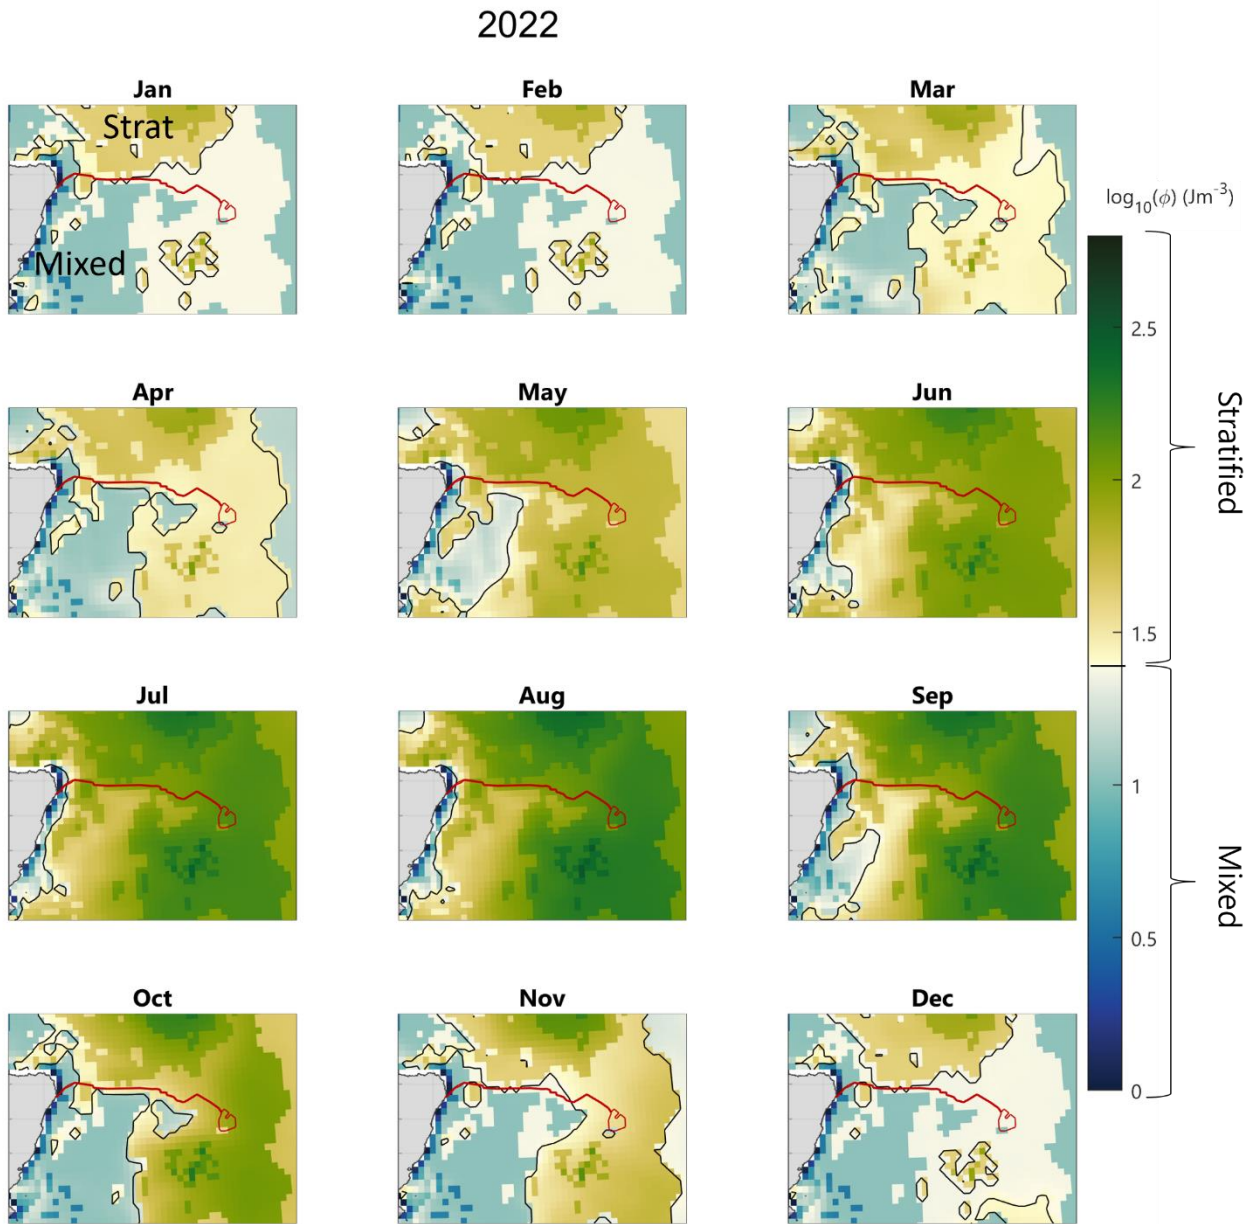 2022
Jan
Feb
Mar
Strat
Mixed
log10(ϕ) (Jm-3)
Apr
May
Jun
Jul
Aug
Sep
Oct
Nov
Dec
2.5
2
1.5
1
0.5
0
Stratified
Mixed